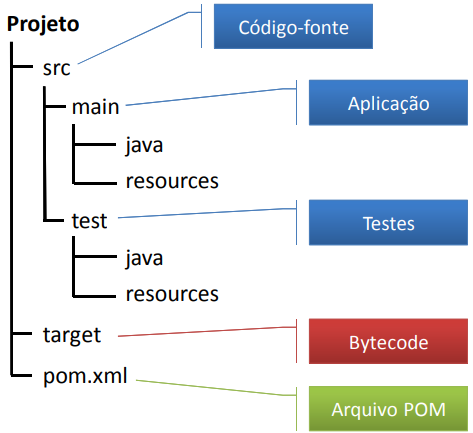 Projeto
src
Código-fonte
main
Aplicação
java
resources
test
Testes
java
resources
target
Bytecode
pom.xml
Arquivo POM